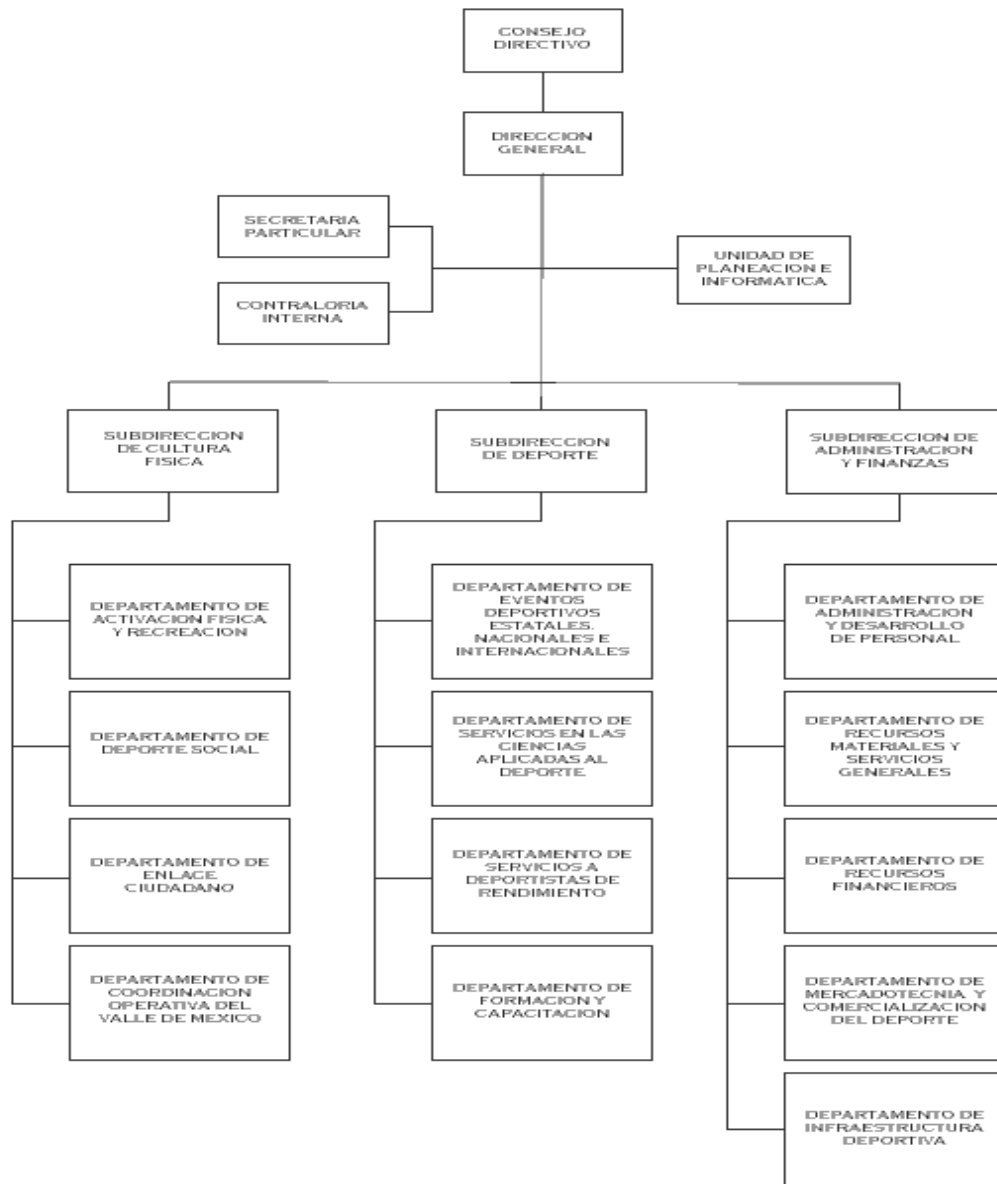 CONSEJO
DIRECTIVO
DIRECCION
GENERAL
SECRETARIA
PARTICULAR
UNIDAD DE
PLANEACION E
INFORMATICA
CONTRALORIA
INTERNA
SUBDIRECCION
DE CULTURA
FISICA
SUBDIRECCION
DE DEPORTE
SUBDIRECCION DE
ADMINISTRACION
Y FINANZAS
DEPARTAMENTO DE
ACTIVACION FISICA
Y RECREACION
DEPARTAMENTO DE
EVENTOS
DEPORTIVOS
ESTATALES,
NACIONALES E
INTERNACIONALES
DEPARTAMENTO DE
ADMINISTRACION
Y DESARROLLO
DE PERSONAL
DEPARTAMENTO DE
DEPORTE SOCIAL
DEPARTAMENTO DE
SERVICIOS EN LAS
CIENCIAS
APLICADAS AL
DEPORTE
DEPARTAMENTO DE
RECURSOS
MATERIALES Y
SERVICIOS
GENERALES
DEPARTAMENTO DE
ENLACE
CIUDADANO
DEPARTAMENTO DE
SERVICIOS A
DEPORTISTAS DE
RENDIMIENTO
DEPARTAMENTO DE
RECURSOS
FINANCIEROS
DEPARTAMENTO DE
COORDINACION
OPERATIVA DEL
VALLE DE MEXICO
DEPARTAMENTO DE
FORMACION Y
CAPACITACION
DEPARTAMENTO DE
MERCADOTECNIA Y
COMERCIALIZACION
DEL DEPORTE
DEPARTAMENTO DE
INFRAESTRUCTURA
DEPORTIVA